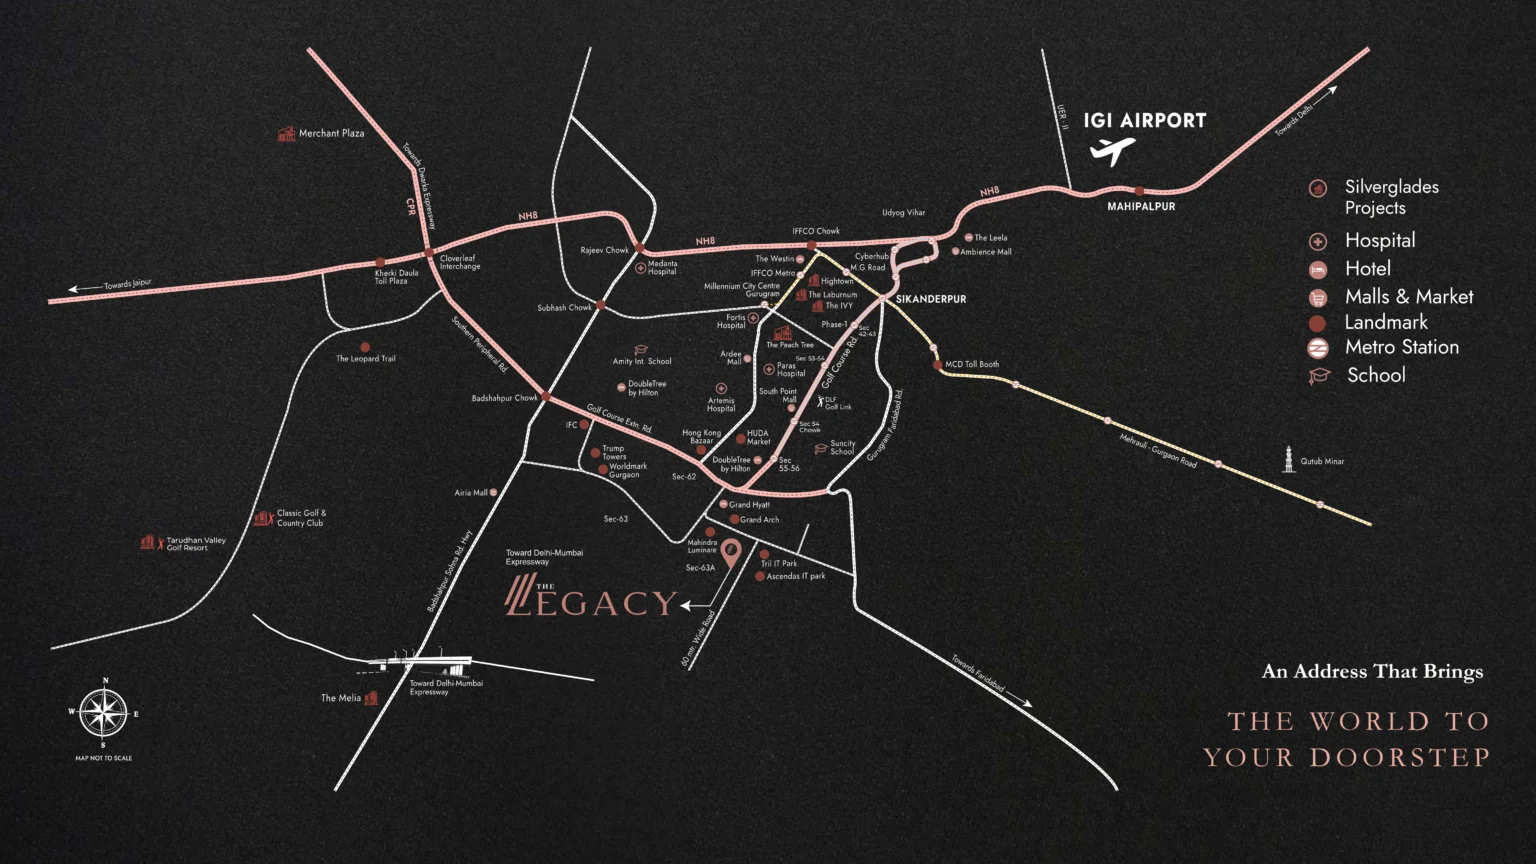 IGI AIRPORT
UER - II
Towards Delhi
MAHIPALPUR
NH8
Merchant Plaza
Towards Dwarka Expressway
CPR
NH8
NH8
Udyog Vihar
IFFCO Chowk
The Leela
Ambience Mall
Cyberhub
M.G Road
The Westin
IFFCO Metro
Millennium City Centre
Gurugram
Hightown
The Laburnum
The IVY
SIKANDERPUR
Rajeev Chowk
Medanta
Hospital
Cloverleaf
Interchange
Kherki Daula
Toll Plaza
Towards Jaipur
Subhash Chowk
Fortis
Hospital
Phase-1
Sec
42-43
The Peach Tree
Sec 53-54
Golf Course Rd.
Southern Peripheral Rd.
The Leopard Trail
Amity Int. School
Ardee
Mall
Paras
Hospital
MCD Toll Booth
DoubleTree
by Hilton
Artemis
Hospital
South Point
Mall
DLF
Golf Link
Badshahpur Chowk
Golf Course Extn. Rd.
Gurugram Faridabad Rd.
IFC
Sec 54
Chowk
Hong Kong
Bazaar
HUDA
Market
Suncity
School
Trump
Towers
Worldmark
Gurgaon
DoubleTree
by Hilton
Sec
55-56
Sec-62
Mehrauli - Gurgaon Road
Qutub Minar
Airia Mall
Grand Hyatt
Grand Arch
Sec-63
Classic Golf &
Country Club
Tarudhan Valley
Golf Resort
Mahindra
Luminare
Sec-63A
Tril IT Park
Ascendas IT park
Toward Delhi-Mumbai
Expressway
THE
LEGACY
60 mtr. Wide Road
Badshahpur Sohna Rd. Hwy
Towards Faridabad
Toward Delhi-Mumbai
Expressway
The Melia
N
W
E
S
MAP NOT TO SCALE
Silverglades
Projects
Hospital
Hotel
Malls & Market
Landmark
Metro Station
School
An Address That Brings
THE WORLD TO
YOUR DOORSTEP